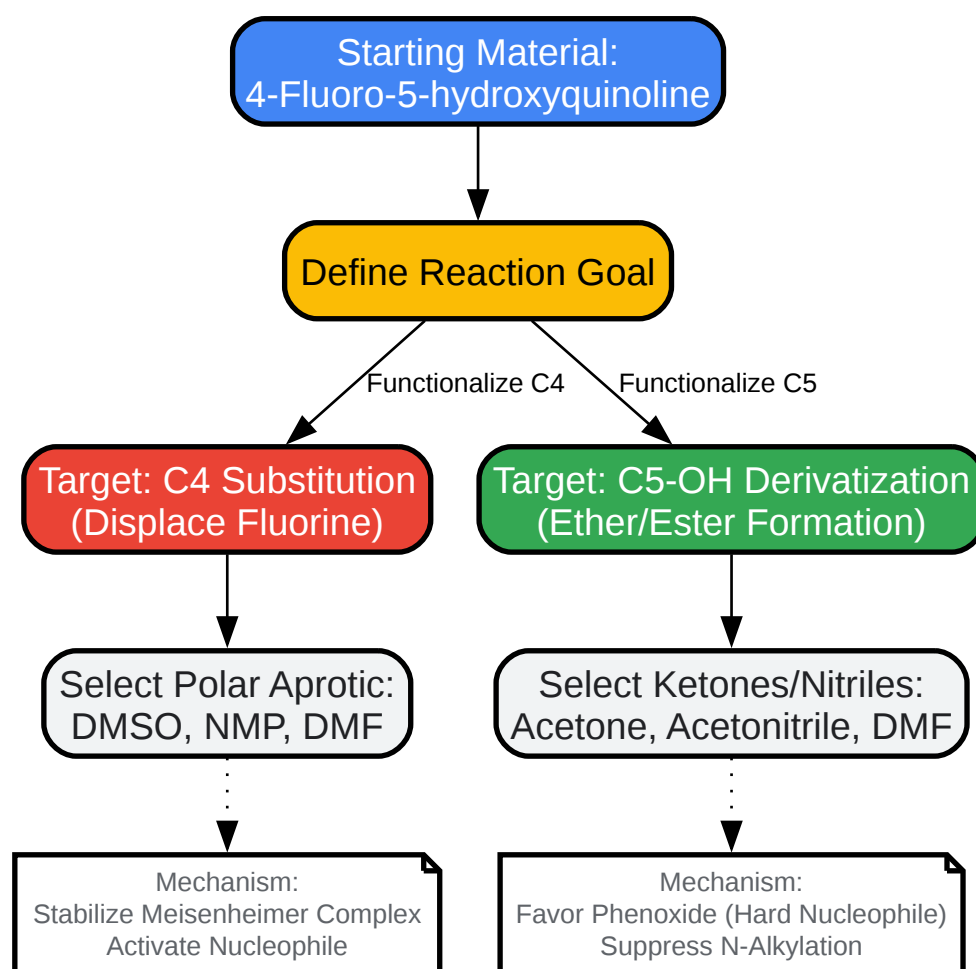 Starting Material:
4-Fluoro-5-hydroxyquinoline
Define Reaction Goal
Functionalize C4
Functionalize C5
Target: C4 Substitution
(Displace Fluorine)
Target: C5-OH Derivatization
(Ether/Ester Formation)
Select Polar Aprotic:
DMSO, NMP, DMF
Select Ketones/Nitriles:
Acetone, Acetonitrile, DMF
Mechanism:
Stabilize Meisenheimer Complex
Activate Nucleophile
Mechanism:
Favor Phenoxide (Hard Nucleophile)
Suppress N-Alkylation